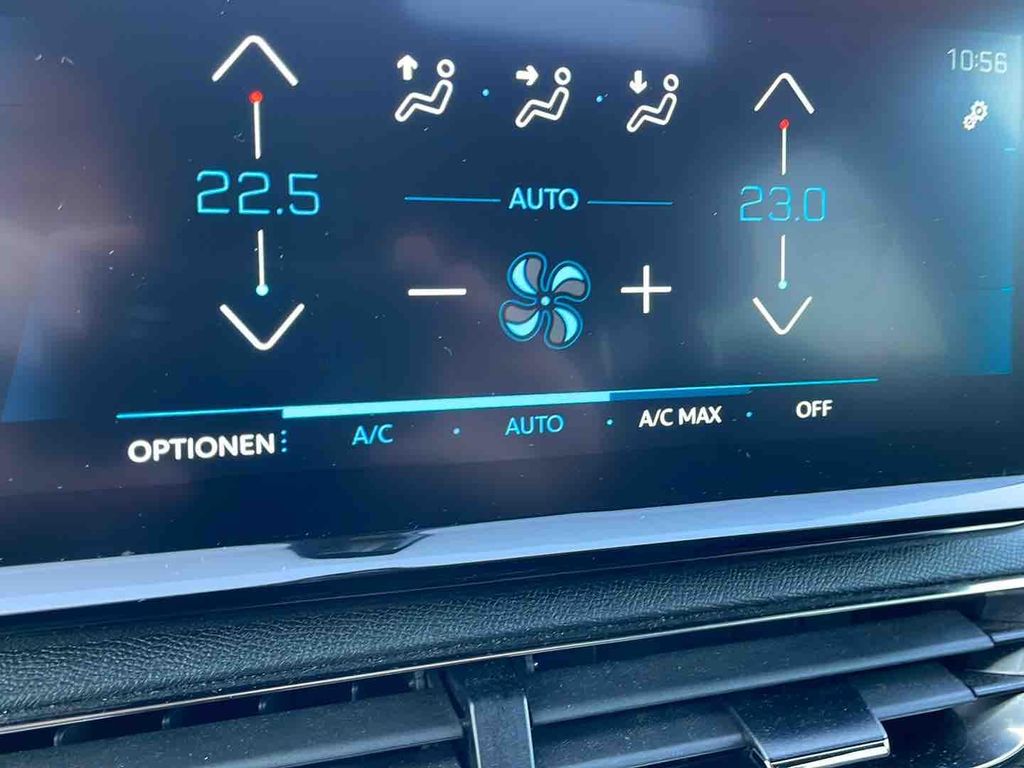 10:56
22.5
AUTO
23.0
OPTIONEN
A/C
AUTO
A/C MAX
OFF